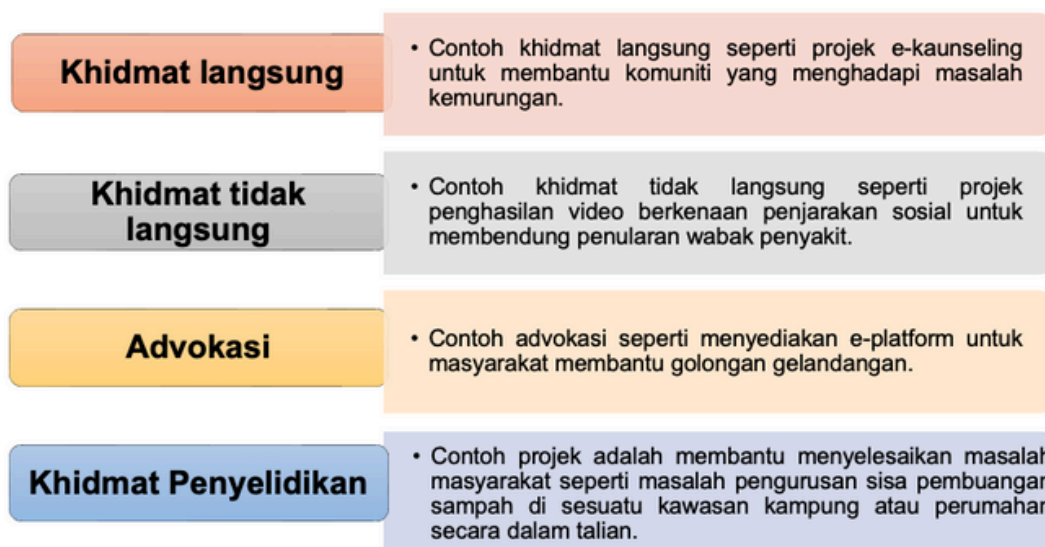 Khidmat langsung
• Contoh khidmat langsung seperti projek e-kaunseling
untuk membantu komuniti yang menghadapi masalah
kemurungan.
Khidmat tidak
langsung
• Contoh khidmat tidak langsung seperti projek
penghasilan video berkenaan penjarakan sosial untuk
membendung penularan wabak penyakit.
Advokasi
• Contoh advokasi seperti menyediakan e-platform untuk
masyarakat membantu golongan gelandangan.
Khidmat Penyelidikan
• Contoh projek adalah membantu menyelesaikan masalah
masyarakat seperti masalah pengurusan sisa pembuangan
sampah di sesuatu kawasan kampung atau perumahan
secara dalam talian.